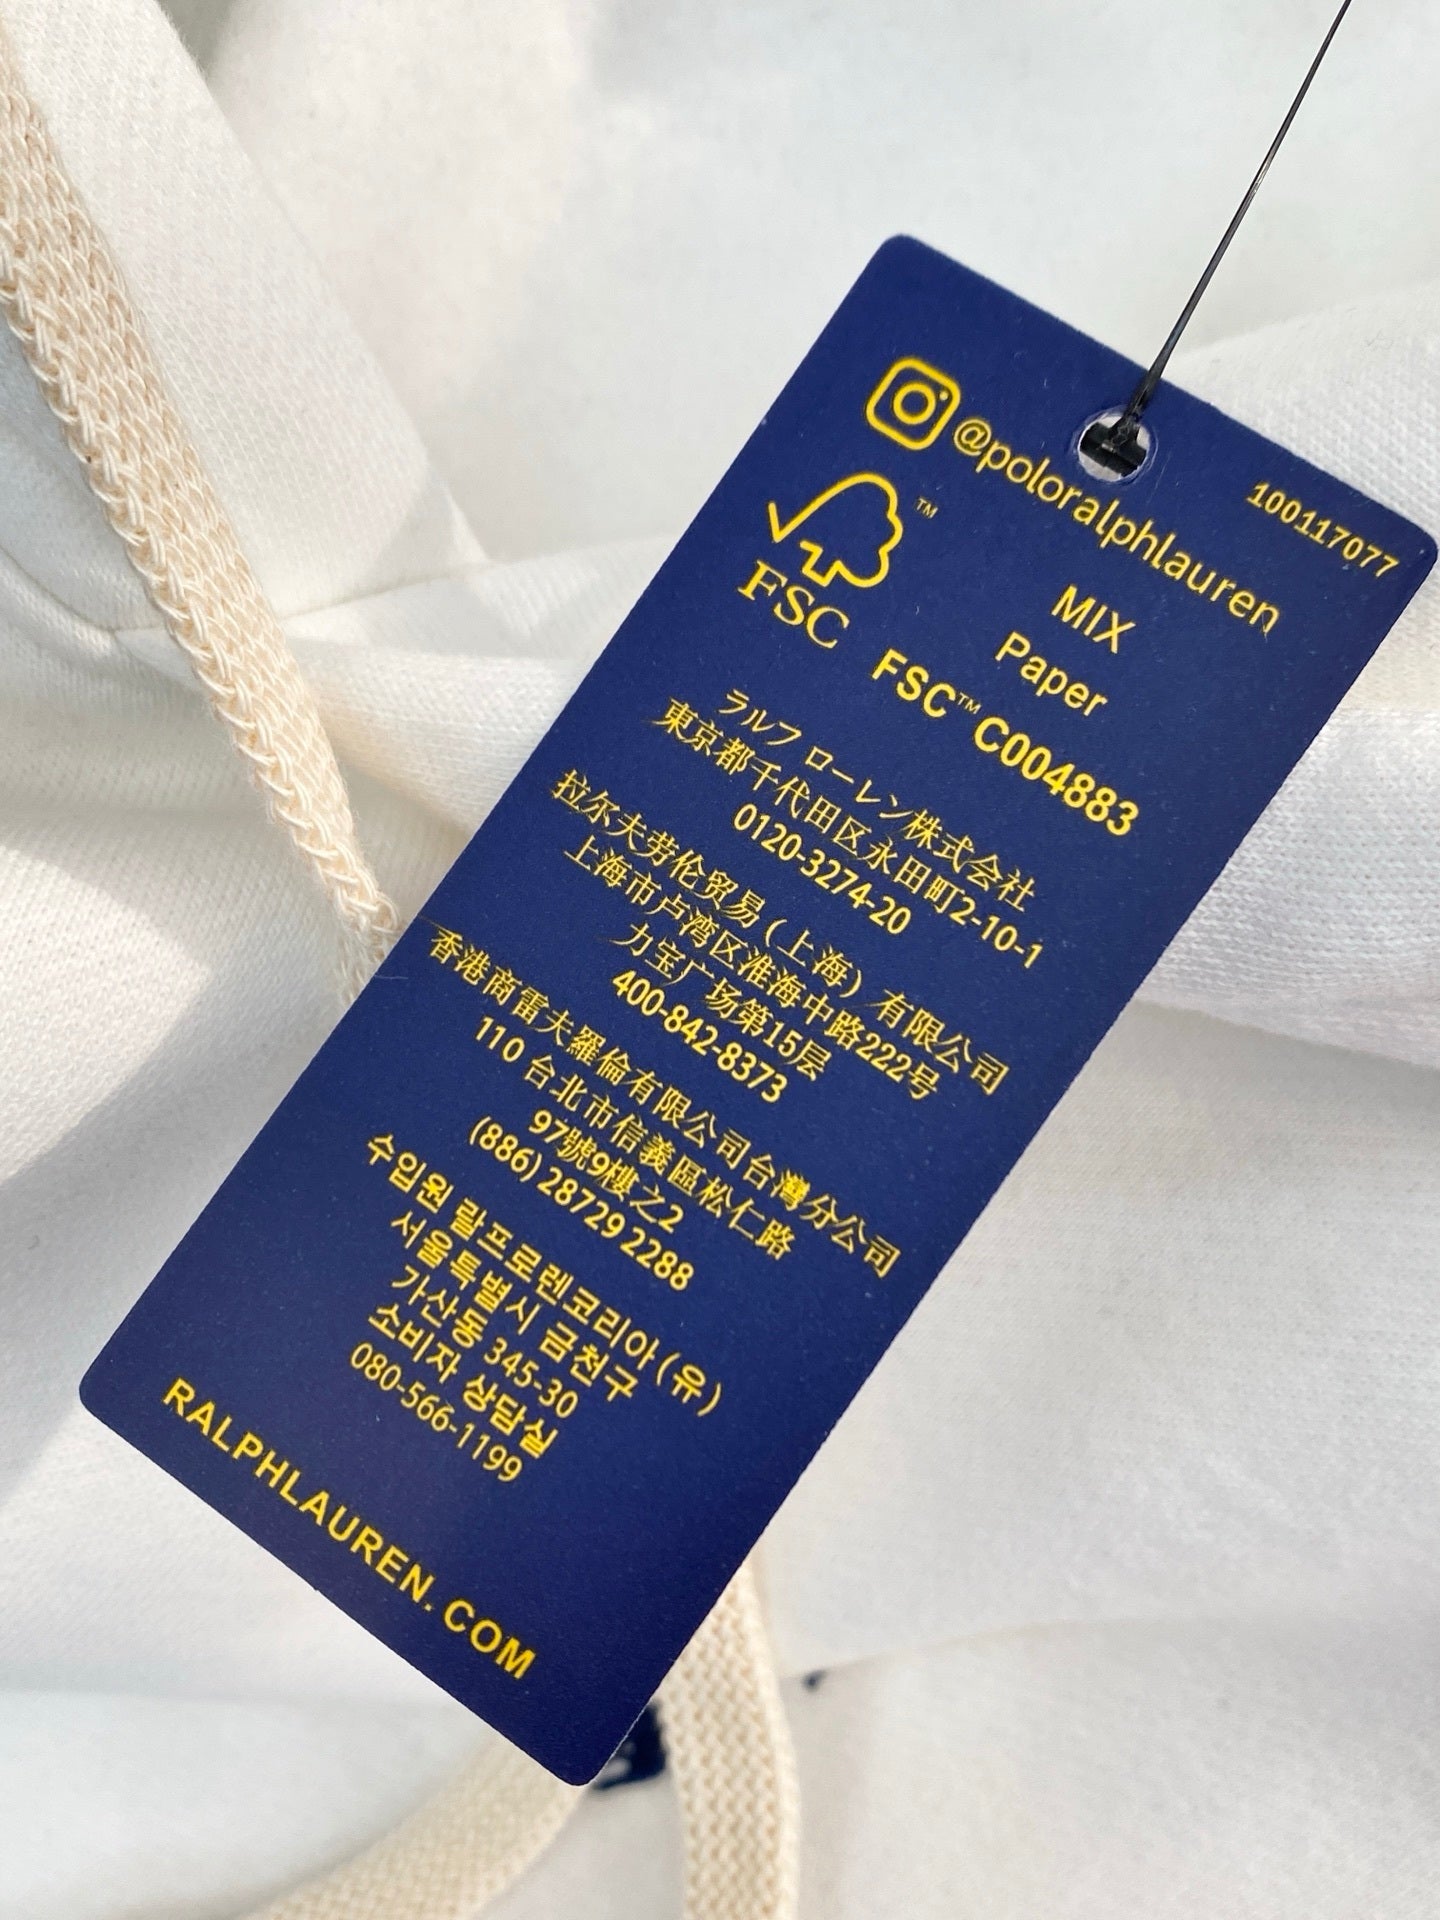 @poloralphlauren
100117077
FSC™
MIX
Paper
FSC™ C004883
ラルフ ローレン株式会社
東京都千代田区永田町2-10-1
0120-3274-20
拉尔夫劳伦贸易（上海）有限公司
上海市卢湾区淮海中路222号
力宝广场第15层
400-842-8373
香港商雷夫羅倫有限公司台灣分公司
110 台北市信義區松仁路
97號9樓之2
(886) 28729 2288
수입원 랄프로렌코리아 (유)
서울특별시 금천구
가산동 345-30
소비자 상담실
080-566-1199
RALPHLAUREN. COM